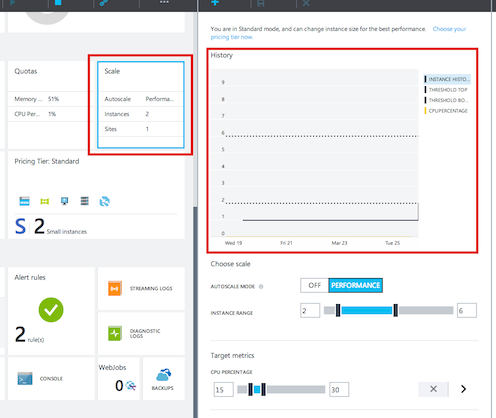 Quotas
Memory ... 51%
CPU Per... 1%
Scale
Autoscale Performa...
Instances 2
Sites 1
Pricing Tier: Standard
S 2 Small instances
Alert rules
2 rule(s)
STREAMING LOGS
DIAGNOSTIC
LOGS
CONSOLE
WebJobs
0
BACKUPS
You are in Standard mode, and can change instance size for the best performance. Choose your
pricing tier now.
History
9
8
7
6
5
4
3
2
1
0
Wed 19 Fri 21 Mar 23 Tue 25
INSTANCE HISTO...
THRESHOLD TOP
THRESHOLD BO...
CPUPERCENTAGE
Choose scale
AUTOSCALE MODE OFF PERFORMANCE
INSTANCE RANGE 2 6
Target metrics
CPU PERCENTAGE
15 30